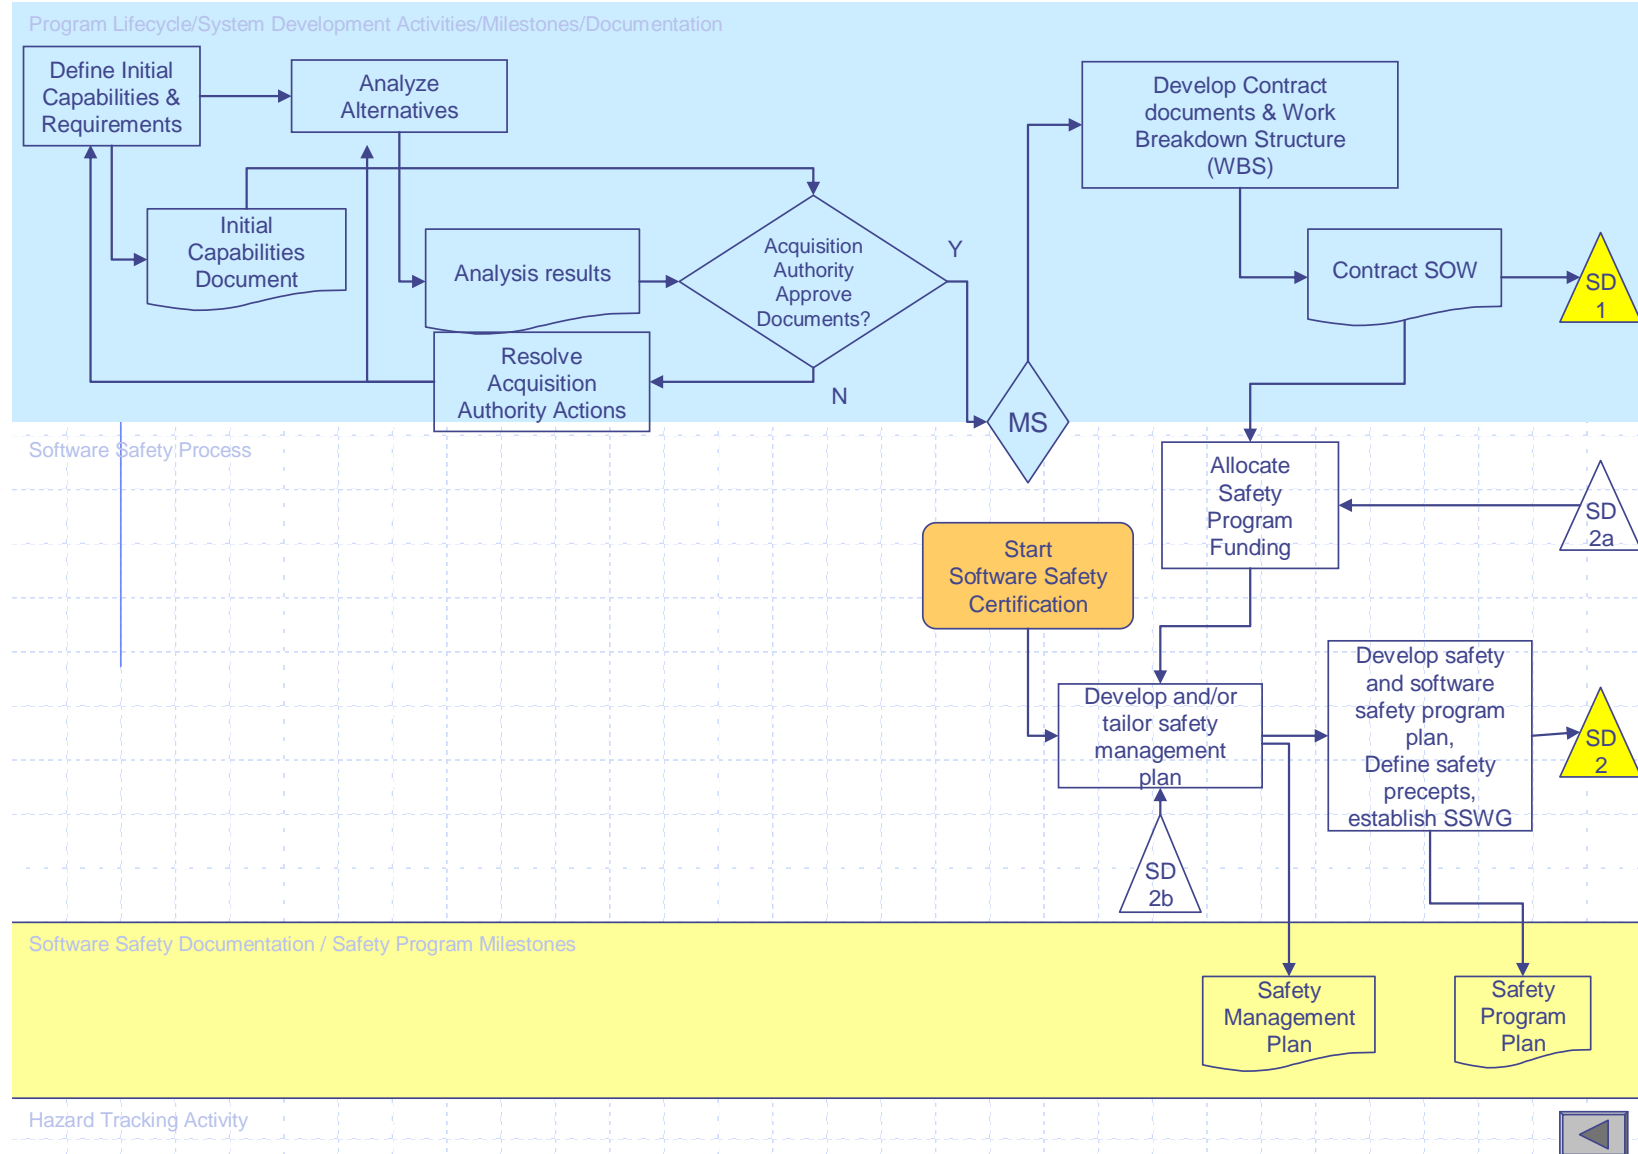 Program Lifecycle/System Development Activities/Milestones/Documentation
Define Initial
Capabilities &
Requirements
Analyze
Alternatives
Develop Contract
documents & Work
Breakdown Structure
(WBS)
Initial
Capabilities
Document
Analysis results
Acquisition
Authority
Approve
Documents?
Y
N
Contract SOW
SD
1
Resolve
Acquisition
Authority Actions
MS
Software Safety Process
Allocate
Safety
Program
Funding
SD
2a
Start
Software Safety
Certification
Develop and/or
tailor safety
management
plan
Develop safety
and software
safety program
plan,
Define safety
precepts,
establish SSWG
SD
2
SD
2b
Software Safety Documentation / Safety Program Milestones
Safety
Management
Plan
Safety
Program
Plan
Hazard Tracking Activity